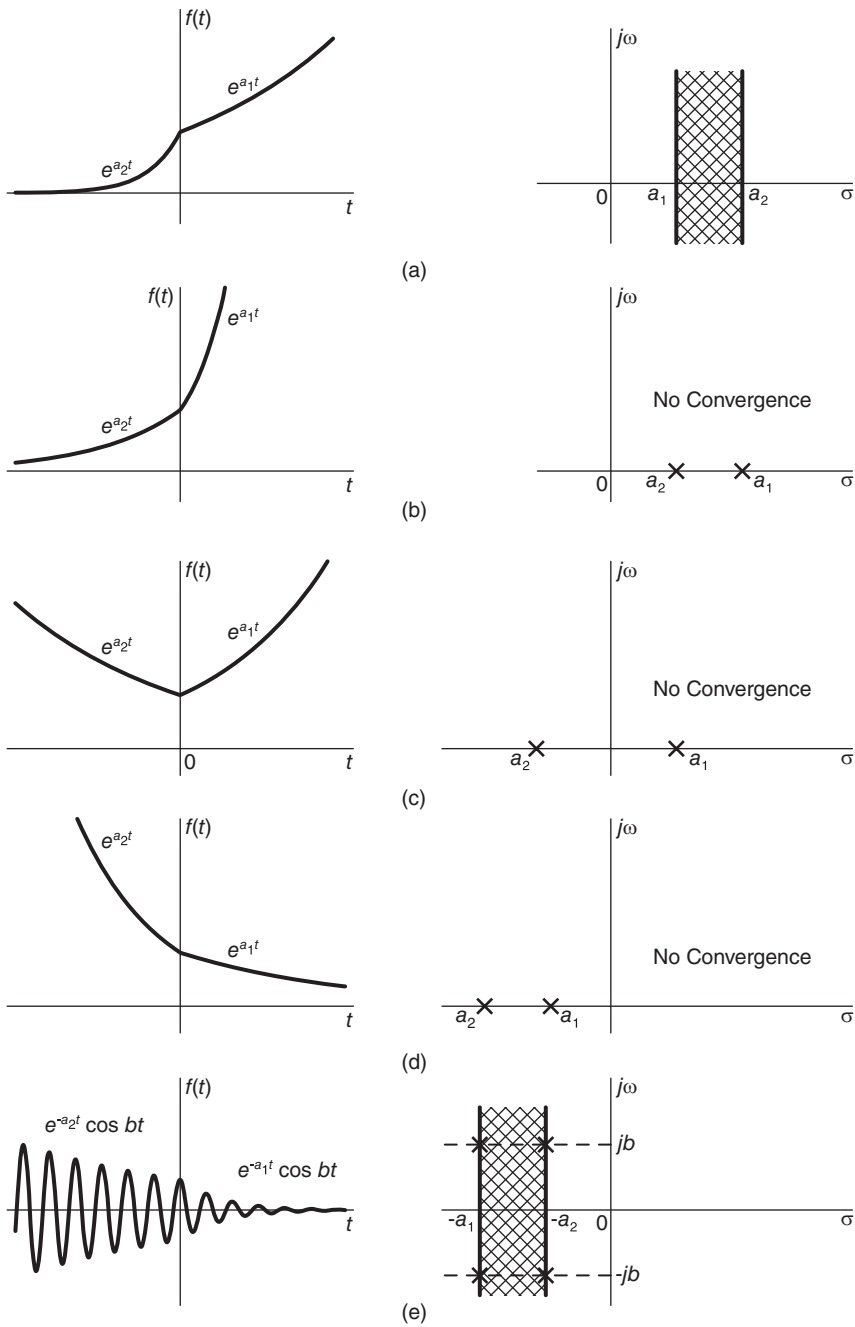 f(t)
e^{a_1 t}
e^{a_2 t}
t
jω
0
a_1
a_2
σ
(a)
f(t)
e^{a_1 t}
e^{a_2 t}
t
jω
No Convergence
0
a_2
a_1
σ
(b)
f(t)
e^{a_2 t}
e^{a_1 t}
0
t
jω
No Convergence
a_2
a_1
σ
(c)
f(t)
e^{a_2 t}
e^{a_1 t}
t
jω
No Convergence
a_2
a_1
σ
(d)
f(t)
e^{-a_2 t} cos bt
e^{-a_1 t} cos bt
t
jω
jb
-a_1
-a_2
0
σ
-jb
(e)